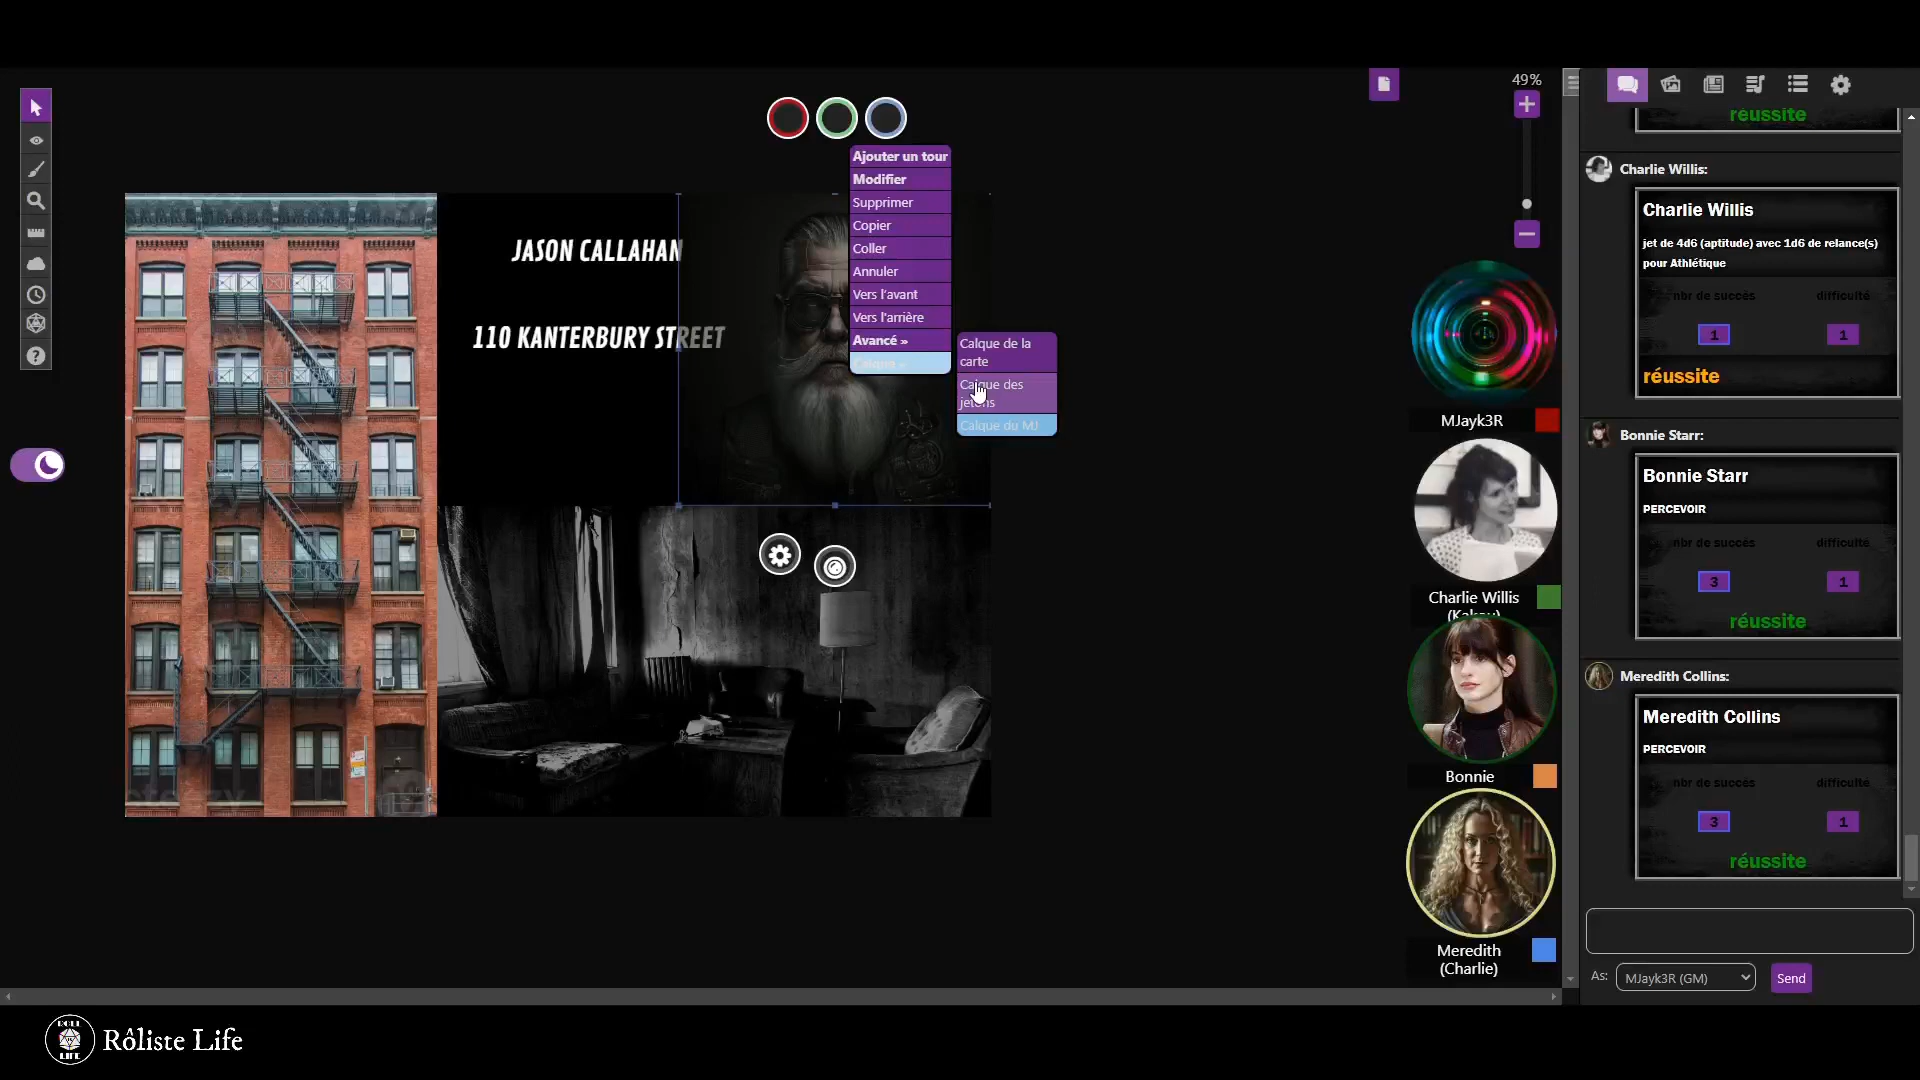 49%
Ajouter un tour
Modifier
Supprimer
Copier
Coller
Annuler
Vers l'avant
Vers l'arrière
Avancé »
Calque »
Calque de la
carte
Calque des
jetons
Calque du MJ
JASON CALLAHAN
110 KANTERBURY STREET
MJayk3R
Charlie Willis
Bonnie
Meredith
(Charlie)
réussite
Charlie Willis:
Charlie Willis
jet de 4d6 (aptitude) avec 1d6 de relance(s)
pour Athlétique
nbr de succès difficulté
1 1
réussite
Bonnie Starr:
Bonnie Starr
PERCEVOIR
nbr de succès difficulté
3 1
réussite
Meredith Collins:
Meredith Collins
PERCEVOIR
nbr de succès difficulté
3 1
réussite
As: MJayk3R (GM) Send
ROLL
LIFE
Rôliste Life